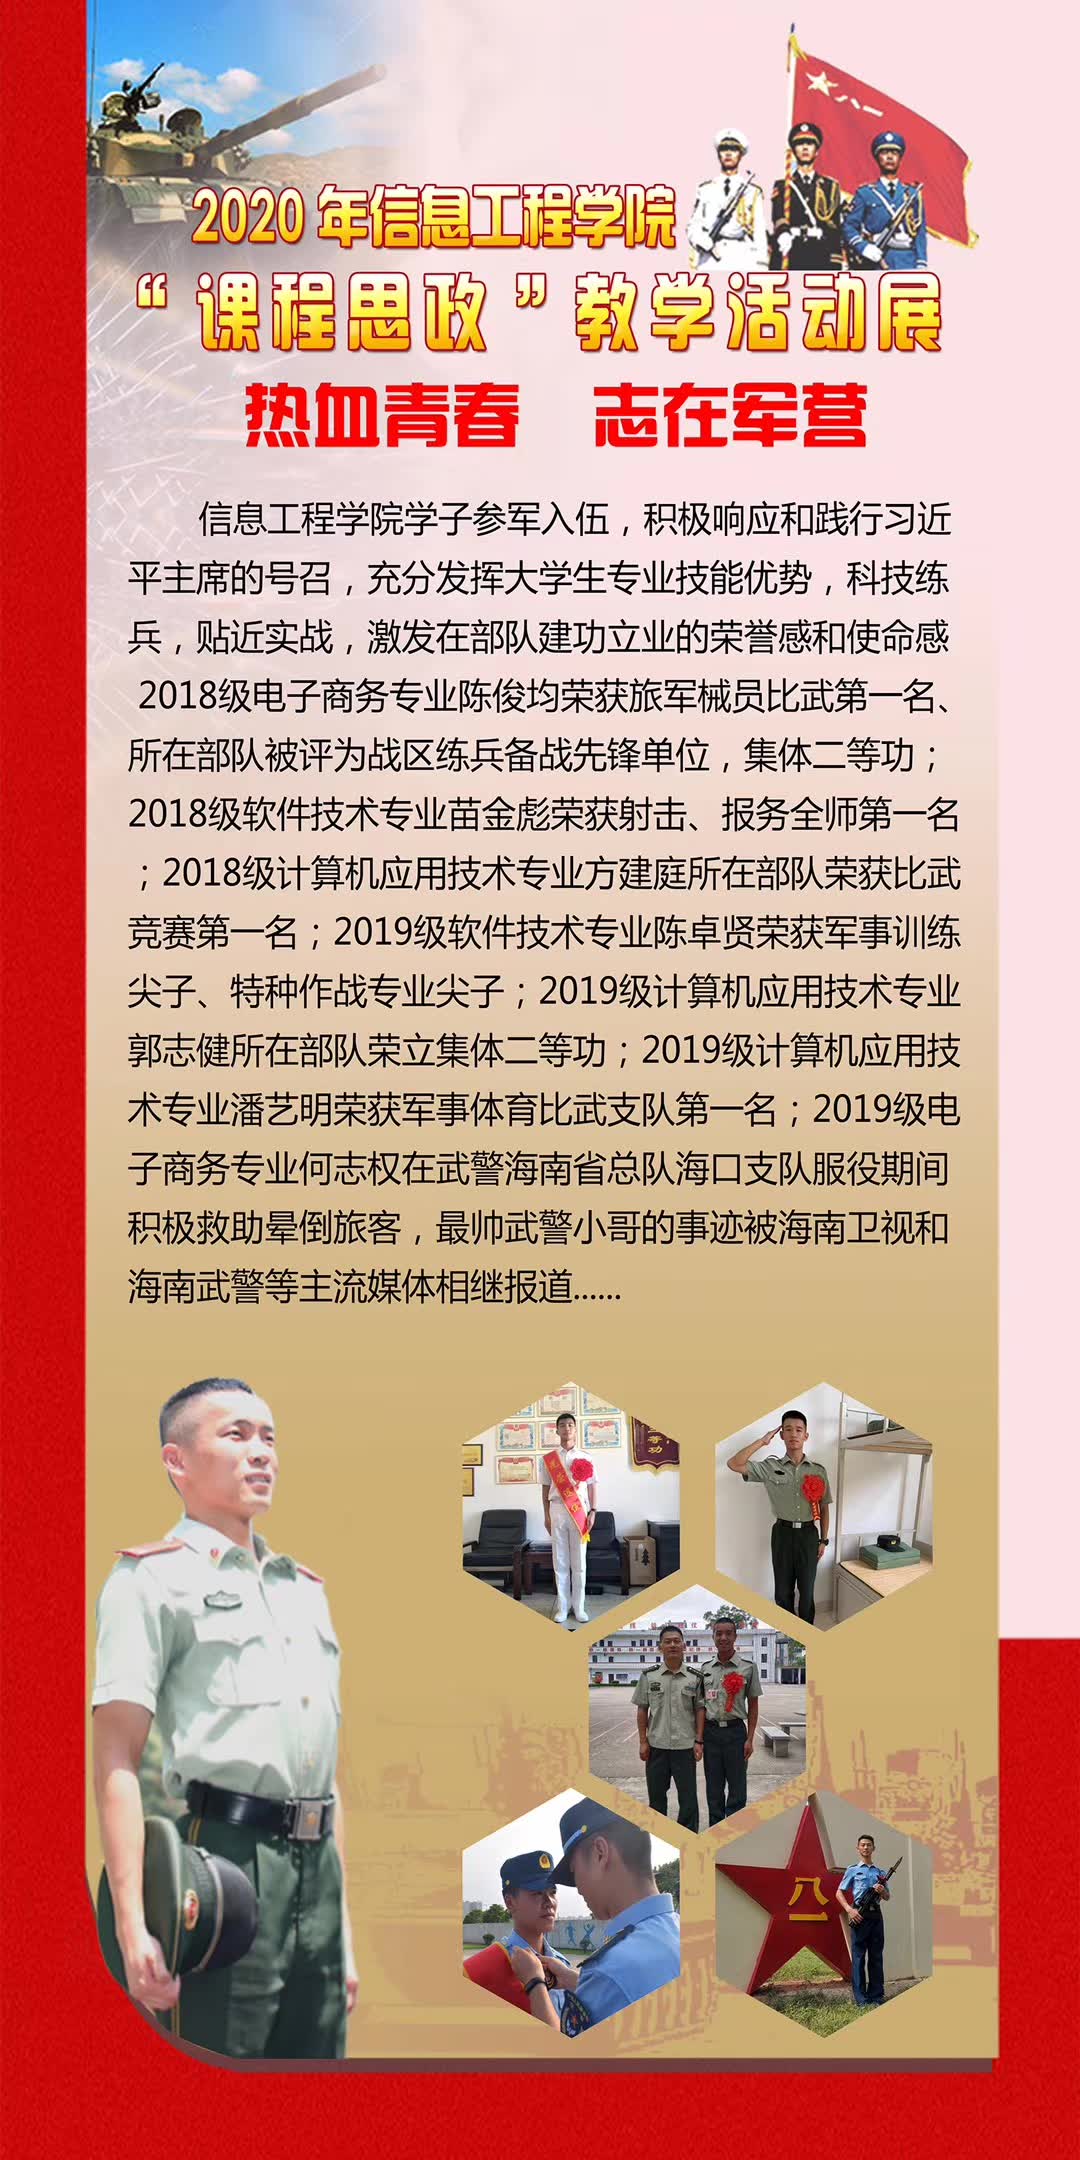 八一
2020年信息工程学院
“课程思政”教学活动展
热血青春 志在军营
信息工程学院学子参军入伍，积极响应和践行习近
平主席的号召，充分发挥大学生专业技能优势，科技练
兵，贴近实战，激发在部队建功立业的荣誉感和使命感
2018级电子商务专业陈俊均荣获旅军械员比武第一名、
所在部队被评为战区练兵备战先锋单位，集体二等功；
2018级软件技术专业苗金彪荣获射击、报务全师第一名
；2018级计算机应用技术专业方建庭所在部队荣获比武
竞赛第一名；2019级软件技术专业陈卓贤荣获军事训练
尖子、特种作战专业尖子；2019级计算机应用技术专业
郭志健所在部队荣立集体二等功；2019级计算机应用技
术专业潘艺明荣获军事体育比武支队第一名；2019级电
子商务专业何志权在武警海南省总队海口支队服役期间
积极救助晕倒旅客，最帅武警小哥的事迹被海南卫视和
海南武警等主流媒体相继报道......
等功
光荣退伍
八一